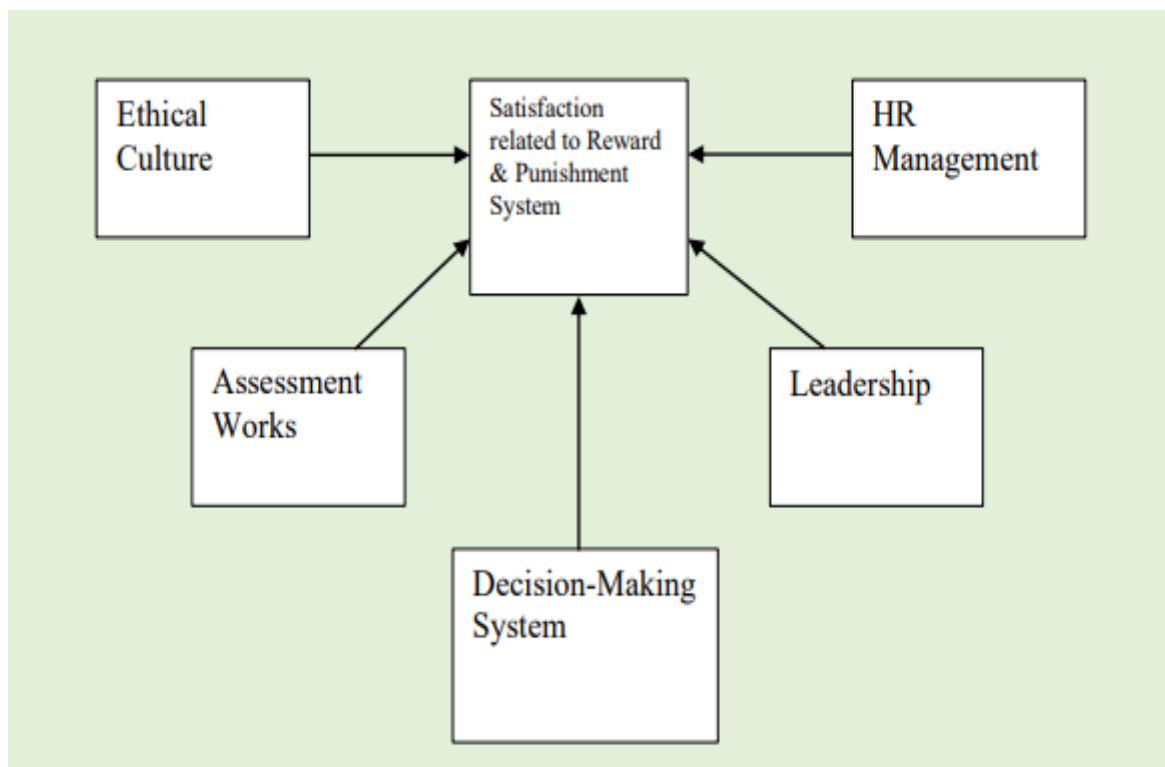 Ethical
Culture
Satisfaction
related to Reward
& Punishment
System
HR
Management
Assessment
Works
Leadership
Decision-Making
System